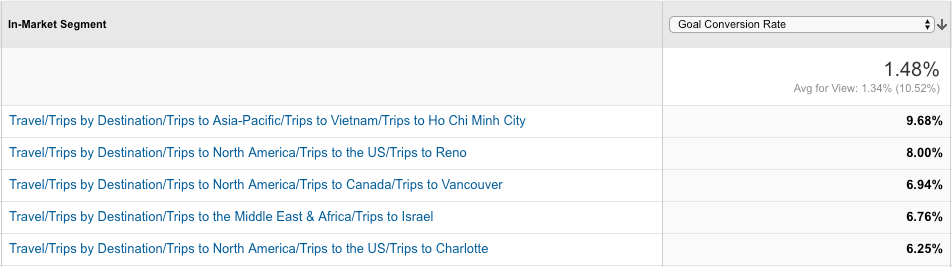 In-Market Segment
Goal Conversion Rate
1.48%
Avg for View: 1.34% (10.52%)
Travel/Trips by Destination/Trips to Asia-Pacific/Trips to Vietnam/Trips to Ho Chi Minh City 9.68%
Travel/Trips by Destination/Trips to North America/Trips to the US/Trips to Reno 8.00%
Travel/Trips by Destination/Trips to North America/Trips to Canada/Trips to Vancouver 6.94%
Travel/Trips by Destination/Trips to the Middle East & Africa/Trips to Israel 6.76%
Travel/Trips by Destination/Trips to North America/Trips to the US/Trips to Charlotte 6.25%